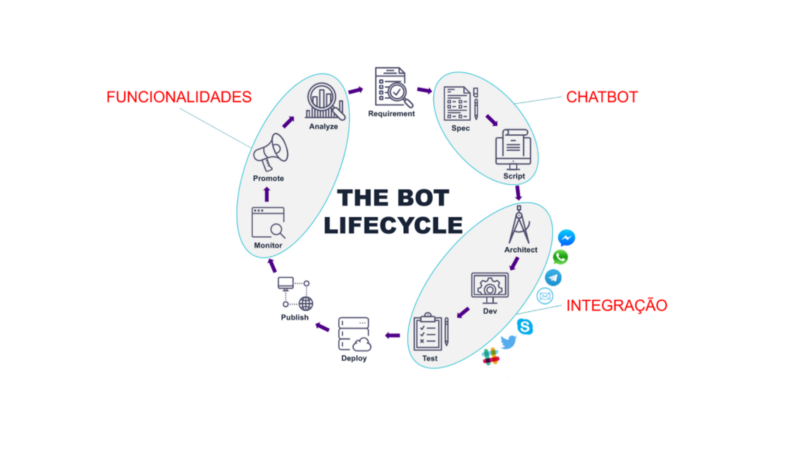 FUNCIONALIDADES
CHATBOT
Requirement
Analyze
Spec
Script
Promote
THE BOT
LIFECYCLE
Monitor
Architect
INTEGRAÇÃO
Dev
Publish
Deploy
Test